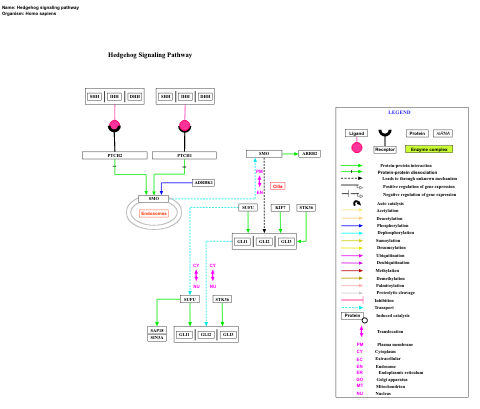 Name: Hedgehog signaling pathway
Organism: Homo sapiens
Hedgehog Signaling Pathway
SHH IHH DHH
SHH IHH DHH
PTCH2
PTCH1
SMO
ADRBK1
Endosomes
SMO
ARRB2
PM
EN
Cilia
SUFU
KIF7
STK36
GLI1 GLI2 GLI3
CY
NU
CY
NU
SUFU
STK36
SAP18
SIN3A
GLI1 GLI2 GLI3
LEGEND
Ligand
Receptor
Protein
miRNA
Enzyme complex
Protein-protein interaction
Protein-protein dissociation
Leads to through unknown mechanism
Positive regulation of gene expression
Negative regulation of gene expression
Auto catalysis
Acetylation
Deacetylation
Phosphorylation
Dephosphorylation
Sumoylation
Desumoylation
Ubiquitination
Deubiquitination
Methylation
Demethylation
Palmitoylation
Proteolytic cleavage
Inhibition
Transport
Protein
Induced catalysis
Translocation
PM Plasma membrane
CY Cytoplasm
EC Extracellular
EN Endosome
ER Endoplasmic reticulum
GO Golgi apparatus
MT Mitochondrion
NU Nucleus